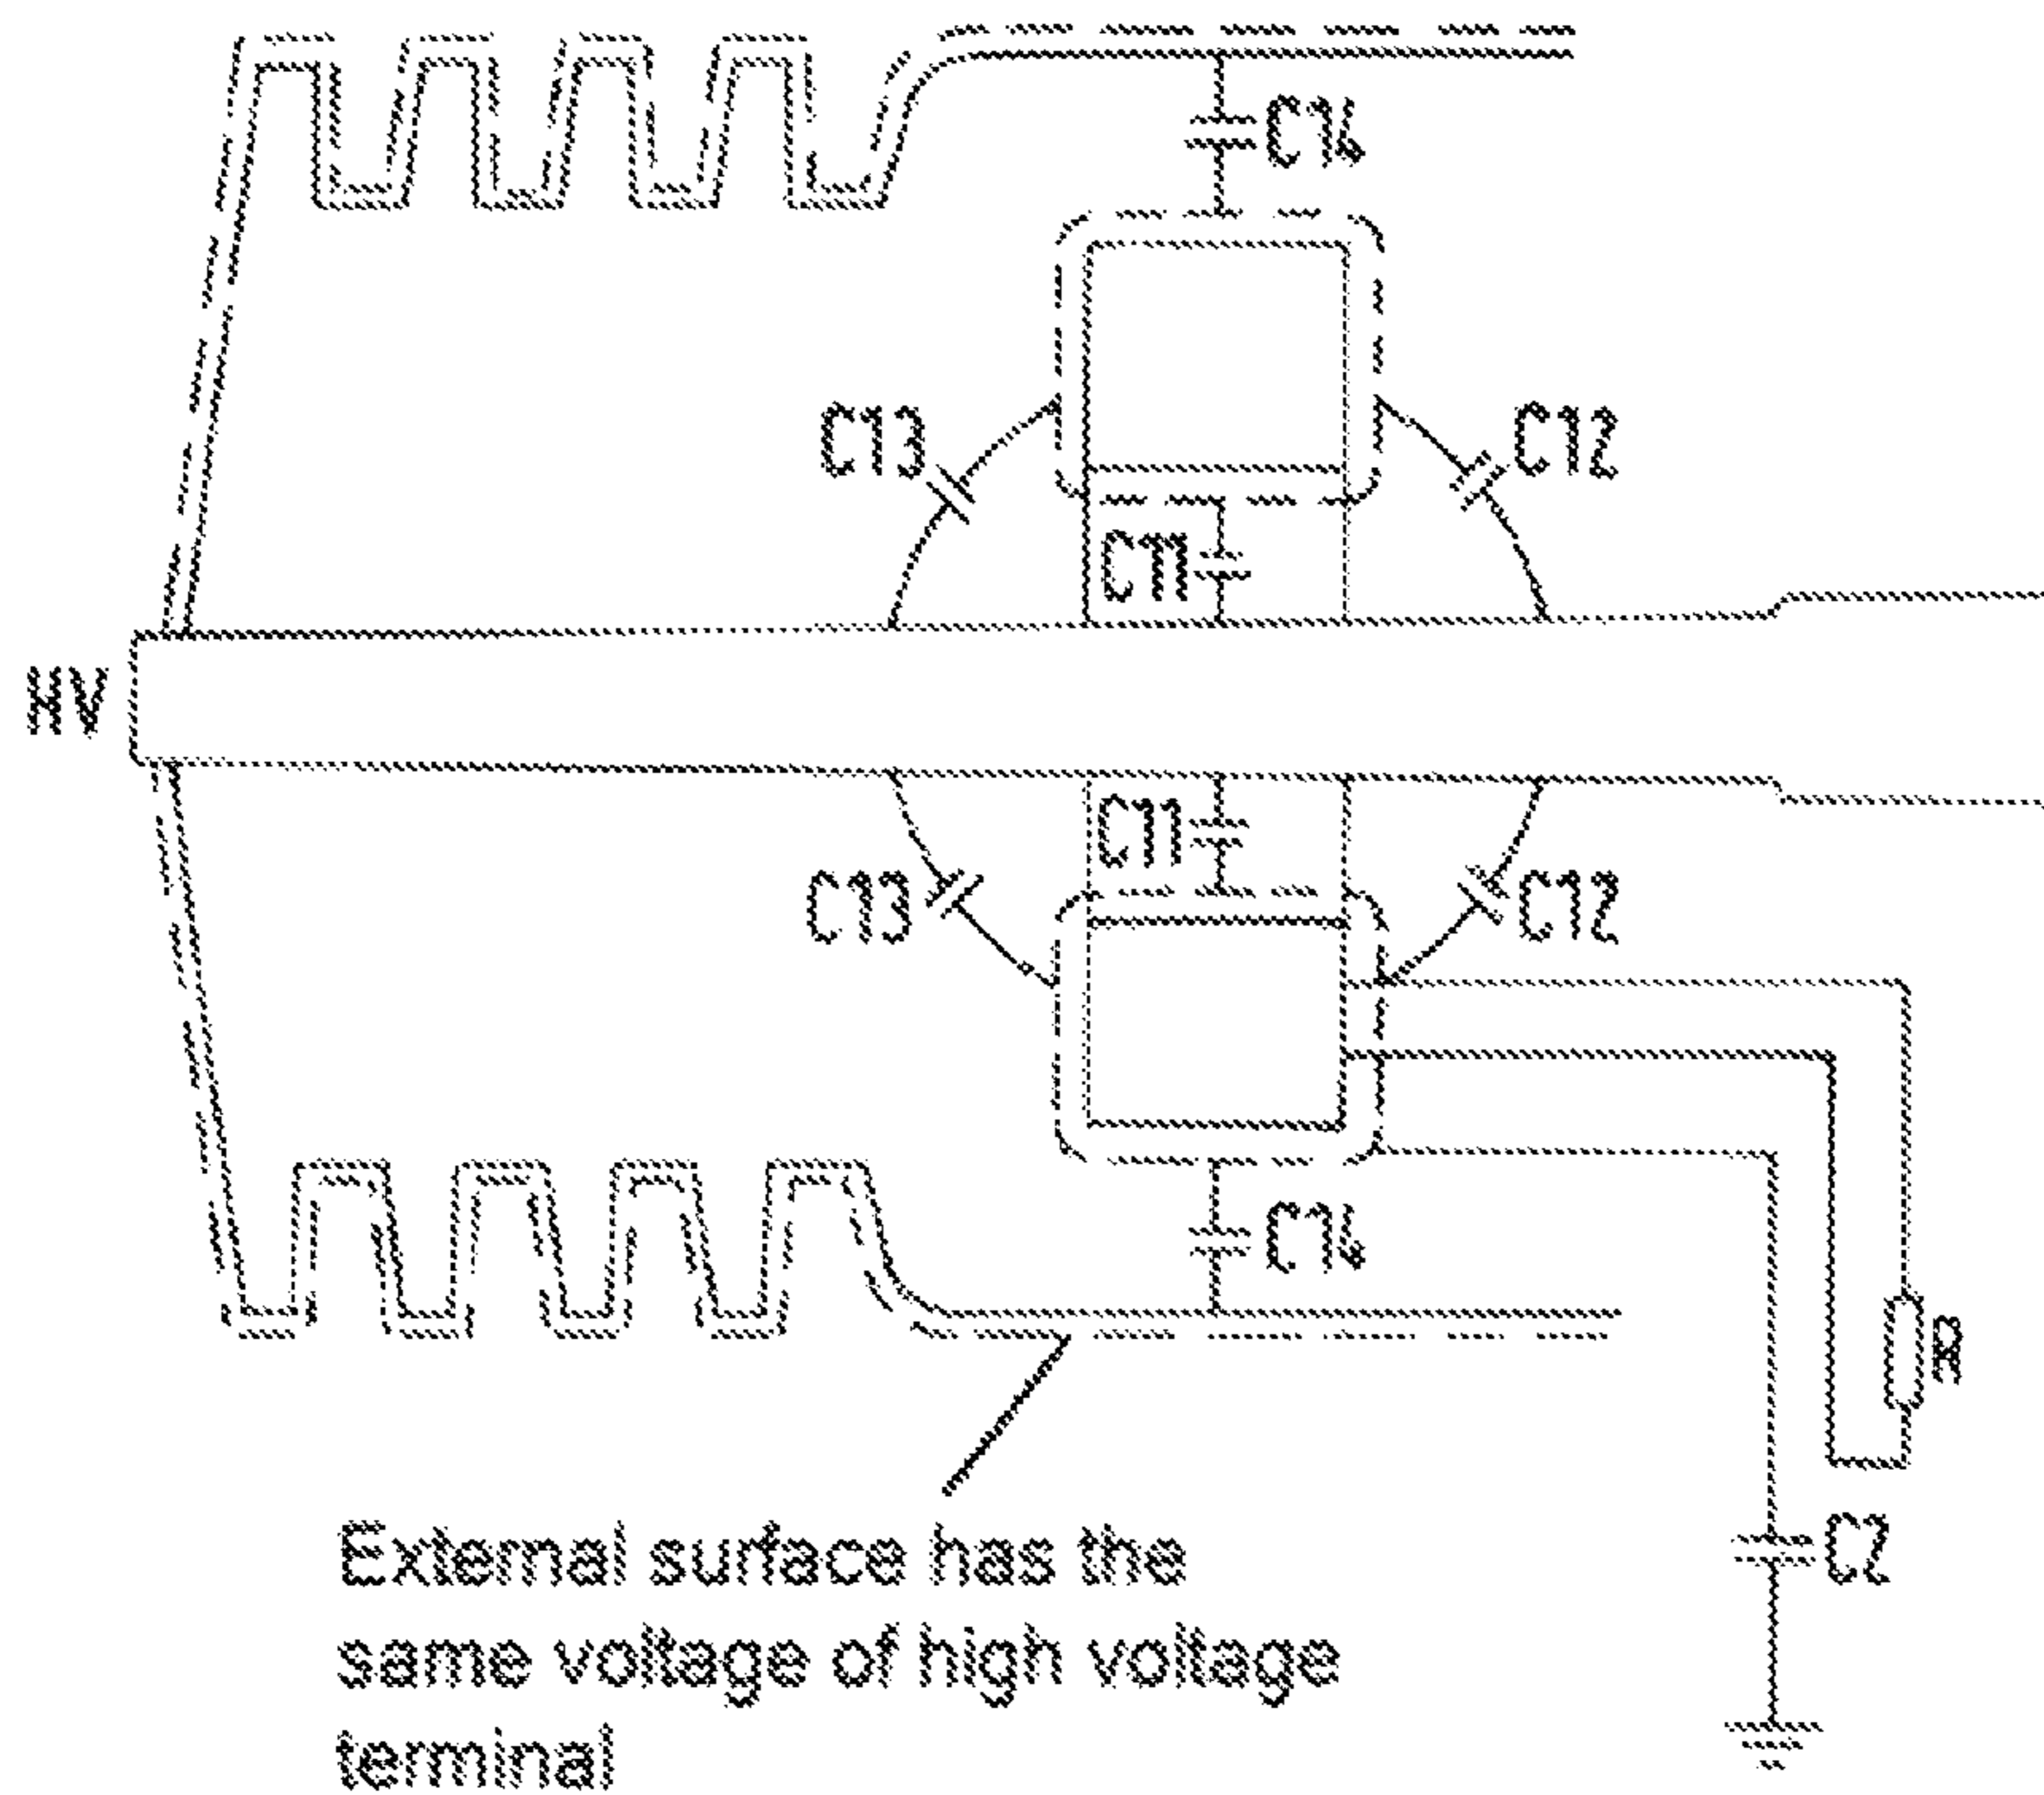 C14
C13
C12
C11
HV
C11
C13
C12
C14
R
C2
External surface has the
same voltage of high voltage
terminal